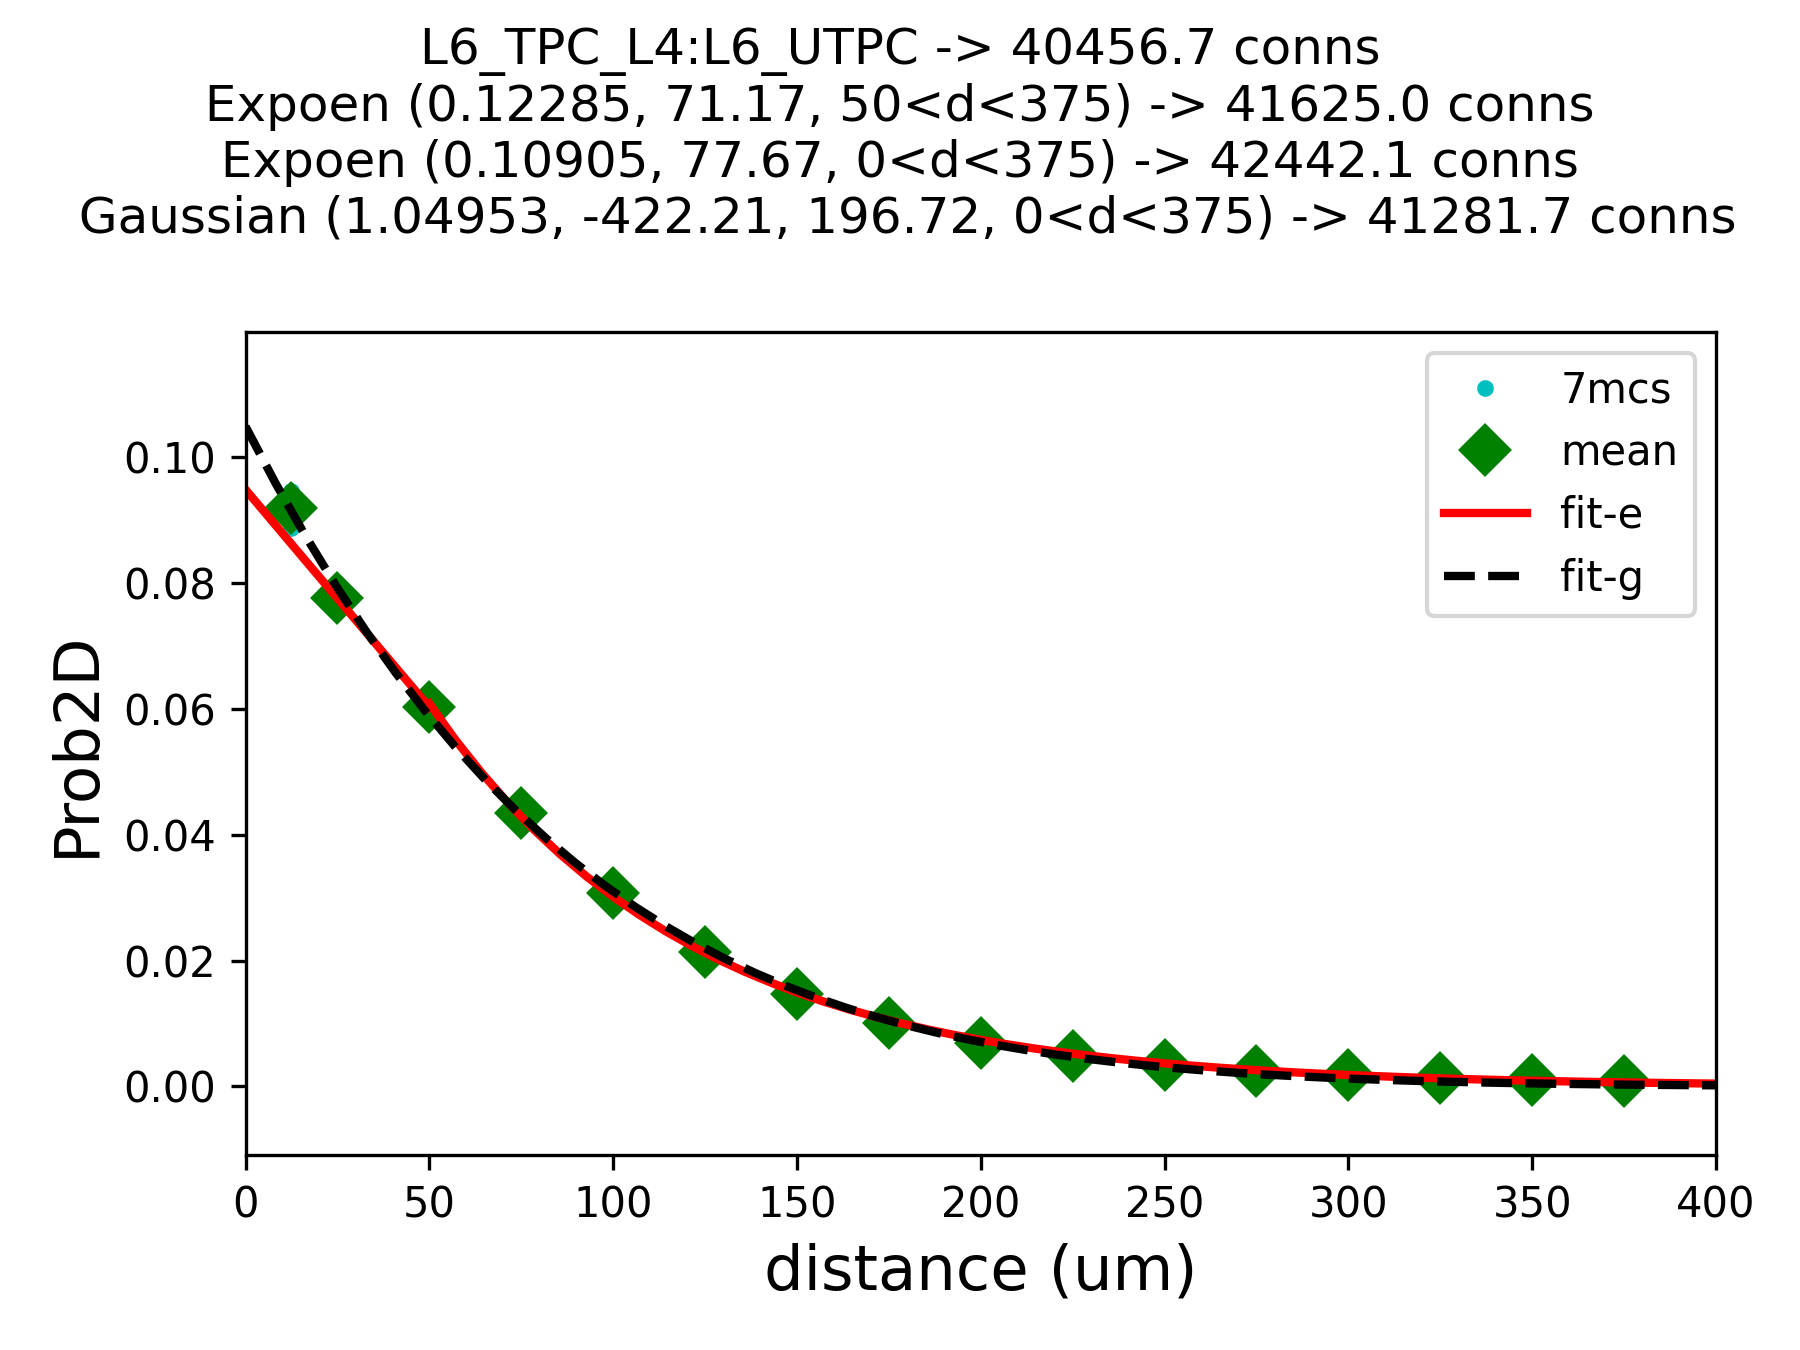 L6_TPC_L4:L6_UTPC -> 40456.7 conns
Expoen (0.12285, 71.17, 50<d<375) -> 41625.0 conns
Expoen (0.10905, 77.67, 0<d<375) -> 42442.1 conns
Gaussian (1.04953, -422.21, 196.72, 0<d<375) -> 41281.7 conns
7mcs
mean
fit-e
fit-g
Prob2D
0.10
0.08
0.06
0.04
0.02
0.00
0 50 100 150 200 250 300 350 400
distance (um)